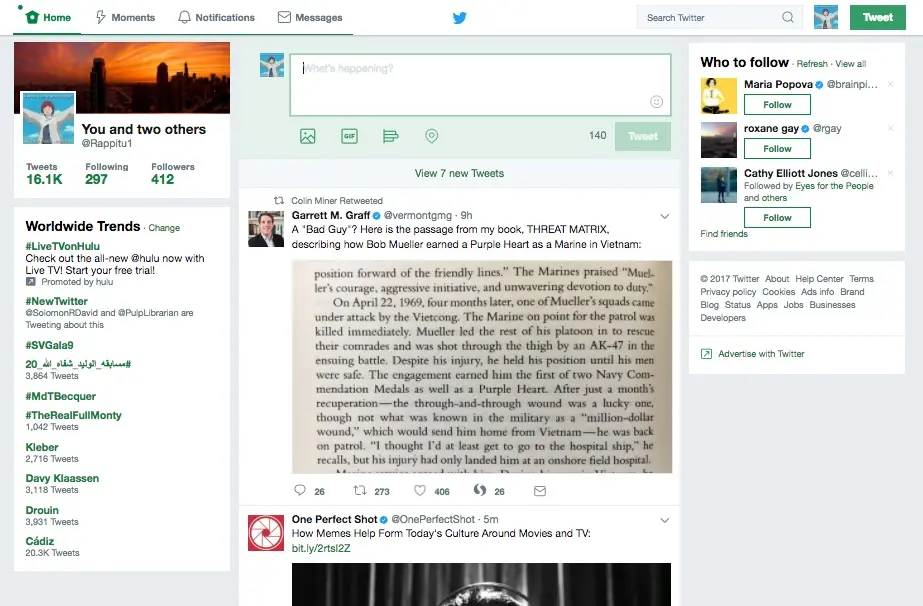 Home
Moments
Notifications
Messages
Search Twitter
Tweet
You and two others
@Rappitu1
Tweets
Following
Followers
16.1K
297
412
Worldwide Trends · Change
#LiveTVonHulu
Check out the all-new @hulu now with
Live TV! Start your free trial!
Promoted by hulu
#NewTwitter
@SolomonRDavid and @PulpLibrarian are
Tweeting about this
#SVGala9
#مسابقه_الوليد_شفاء_الله_20
3,864 Tweets
#MdTBecquer
#TheRealFullMonty
1,042 Tweets
Kleber
2,716 Tweets
Davy Klaassen
3,118 Tweets
Drouin
3,931 Tweets
Cádiz
20.3K Tweets
What's happening?
GIF
140
Tweet
View 7 new Tweets
Colin Miner Retweeted
Garrett M. Graff @vermontgmg · 9h
A "Bad Guy"? Here is the passage from my book, THREAT MATRIX,
describing how Bob Mueller earned a Purple Heart as a Marine in Vietnam:
position forward of the friendly lines." The Marines praised "Muel-
ler's courage, aggressive initiative, and unwavering devotion to duty."
On April 22, 1969, four months later, one of Mueller's squads came
under attack by the Vietcong. The Marine on point for the patrol was
killed immediately. Mueller led the rest of his platoon in to rescue
their comrades and was shot through the thigh by an AK-47 in the
ensuing battle. Despite his injury, he held his position until his men
were safe. The engagement earned him the first of two Navy Com-
mendation Medals as well as a Purple Heart. After just a month's
recuperation—the through-and-through wound was a lucky one,
though not what was known in the military as a "million-dollar
wound," which would send him home from Vietnam—he was back
on patrol. "I thought I'd at least get to go to the hospital ship," he
recalls, but his injury had only landed him at an onshore field hospital.
26
273
406
26
One Perfect Shot @OnePerfectShot · 5m
How Memes Help Form Today's Culture Around Movies and TV:
bit.ly/2rtsI2Z
Who to follow · Refresh · View all
Maria Popova @brainpi...
Follow
roxane gay @rgay
Follow
Cathy Elliott Jones @celli...
Followed by Eyes for the People
and others
Follow
Find friends
© 2017 Twitter About Help Center Terms
Privacy policy Cookies Ads info Brand
Blog Status Apps Jobs Businesses
Developers
Advertise with Twitter